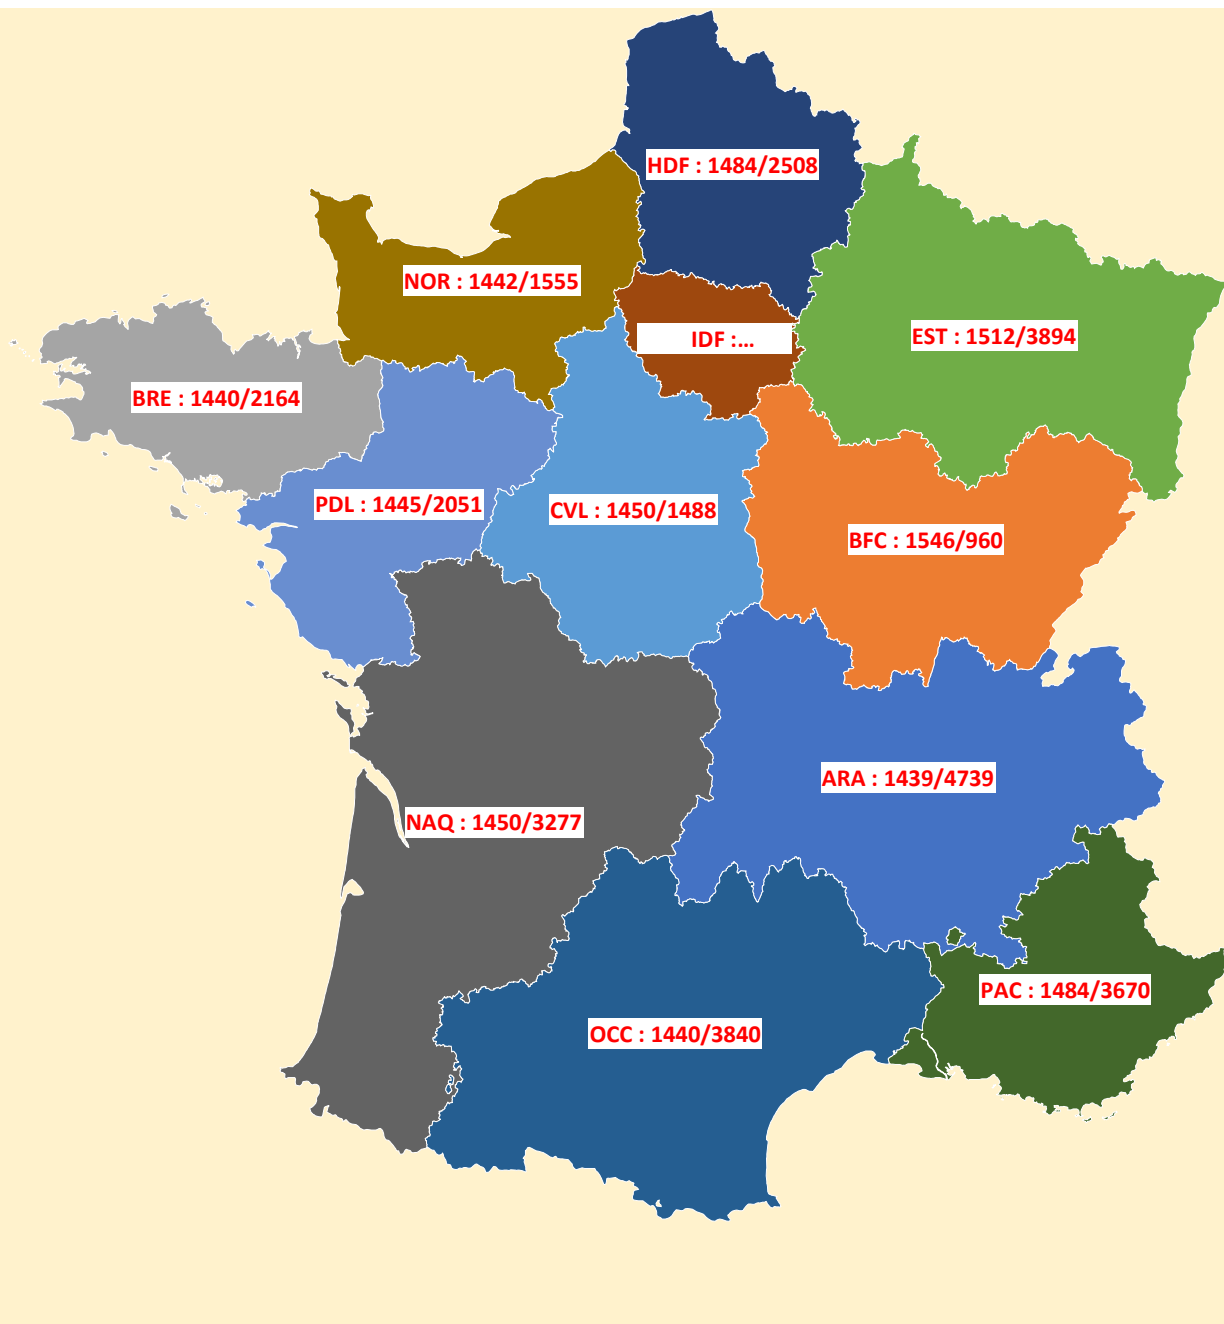 HDF : 1484/2508
NOR : 1442/1555
IDF :...
EST : 1512/3894
BRE : 1440/2164
PDL : 1445/2051
CVL : 1450/1488
BFC : 1546/960
ARA : 1439/4739
NAQ : 1450/3277
PAC : 1484/3670
OCC : 1440/3840